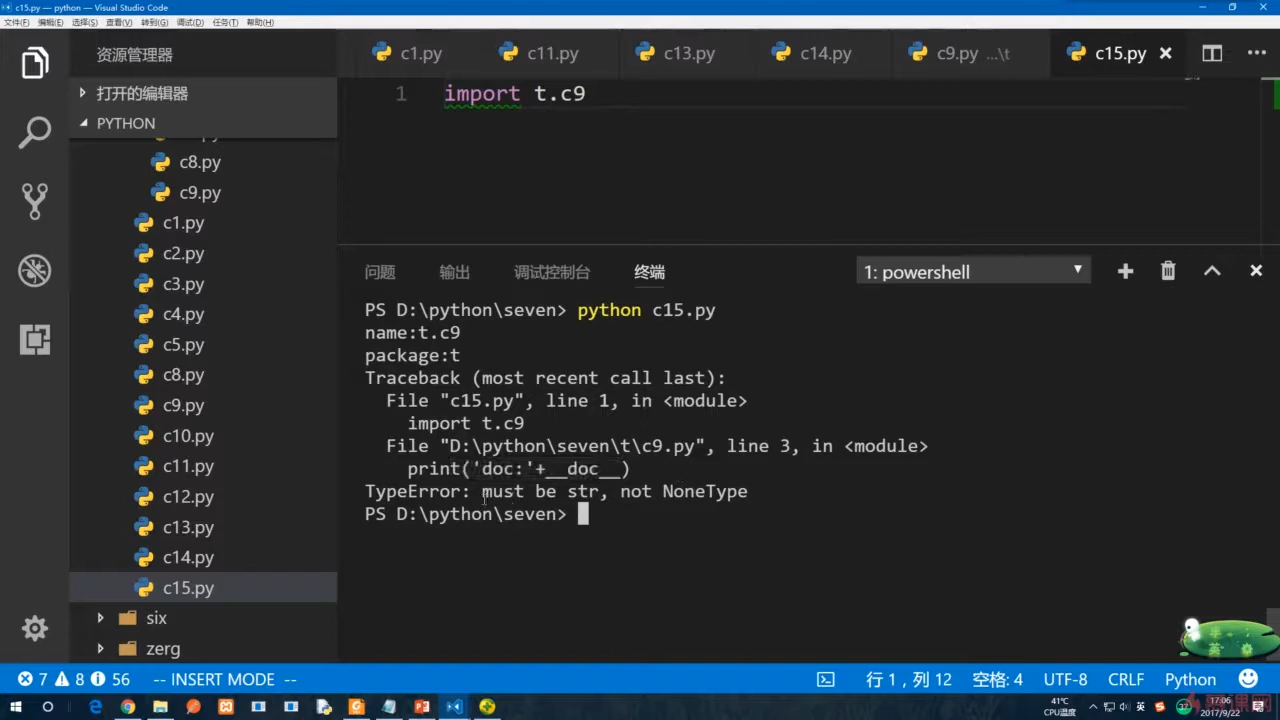 c15.py — python — Visual Studio Code
文件(F) 编辑(E) 选择(S) 查看(V) 转到(G) 调试(D) 任务(T) 帮助(H)
资源管理器
打开的编辑器
PYTHON
c8.py
c9.py
c1.py
c2.py
c3.py
c4.py
c5.py
c8.py
c9.py
c10.py
c11.py
c12.py
c13.py
c14.py
c15.py
six
zerg
c1.py c11.py c13.py c14.py c9.py ...\t c15.py
1 import t.c9
问题 输出 调试控制台 终端 1: powershell
PS D:\python\seven> python c15.py
name:t.c9
package:t
Traceback (most recent call last):
File "c15.py", line 1, in <module>
import t.c9
File "D:\python\seven\t\c9.py", line 3, in <module>
print('doc:'+__doc__)
TypeError: must be str, not NoneType
PS D:\python\seven>
7 8 56 -- INSERT MODE -- 行 1，列 12 空格: 4 UTF-8 CRLF Python
41℃
CPU温度
英
17:06
2017/9/22